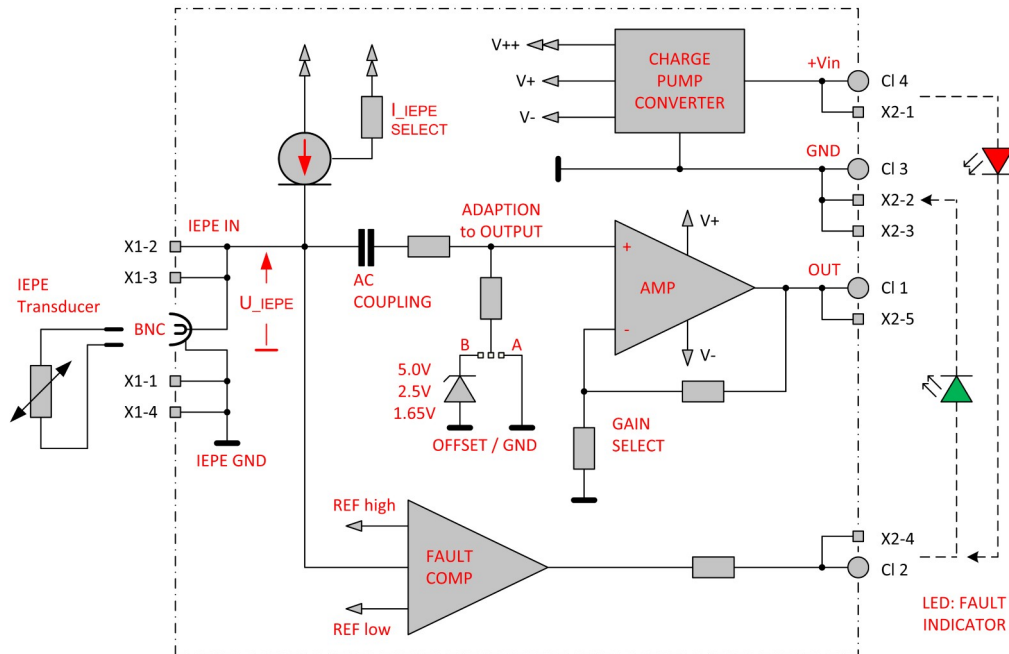 V++
V+
V-
CHARGE
PUMP
CONVERTER
+Vin
Cl 4
X2-1
I_IEPE
SELECT
GND
Cl 3
X2-2
X2-3
IEPE IN
X1-2
X1-3
ADAPTION
to OUTPUT
V+
+
AMP
-
V-
OUT
Cl 1
X2-5
IEPE
Transducer
BNC
U_IEPE
AC
COUPLING
X1-1
X1-4
IEPE GND
B
A
5.0V
2.5V
1.65V
OFFSET / GND
GAIN
SELECT
REF high
FAULT
COMP
REF low
X2-4
Cl 2
LED: FAULT
INDICATOR